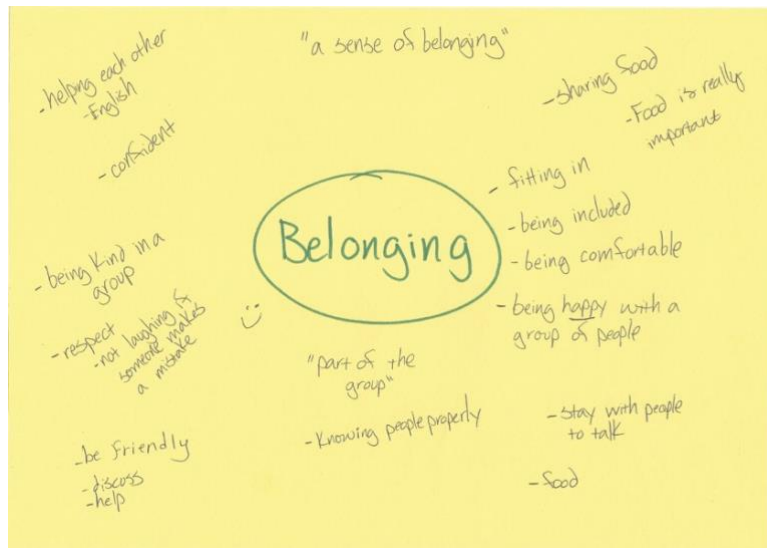 "a sense of belonging"
-helping each other
-English
-confident
-being kind in a
group
-respect
-not laughing if
someone makes
a mistake
-be friendly
-discuss
-help
Belonging
"part of the
group"
-Knowing people properly
-sharing food
-Food is really
important
-fitting in
-being included
-being comfortable
-being happy with a
group of people
-stay with people
to talk
-food